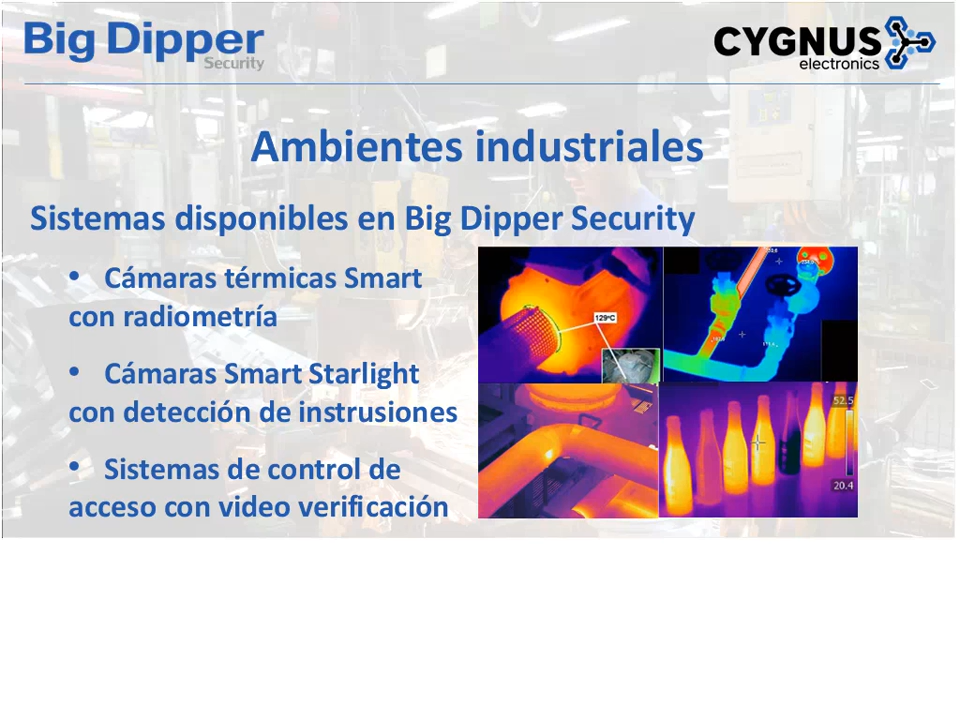 Big Dipper
Security
CYGNUS
electronics
Ambientes industriales
Sistemas disponibles en Big Dipper Security
• Cámaras térmicas Smart
con radiometría
• Cámaras Smart Starlight
con detección de instrusiones
• Sistemas de control de
acceso con video verificación
129°C
52.5
20.4